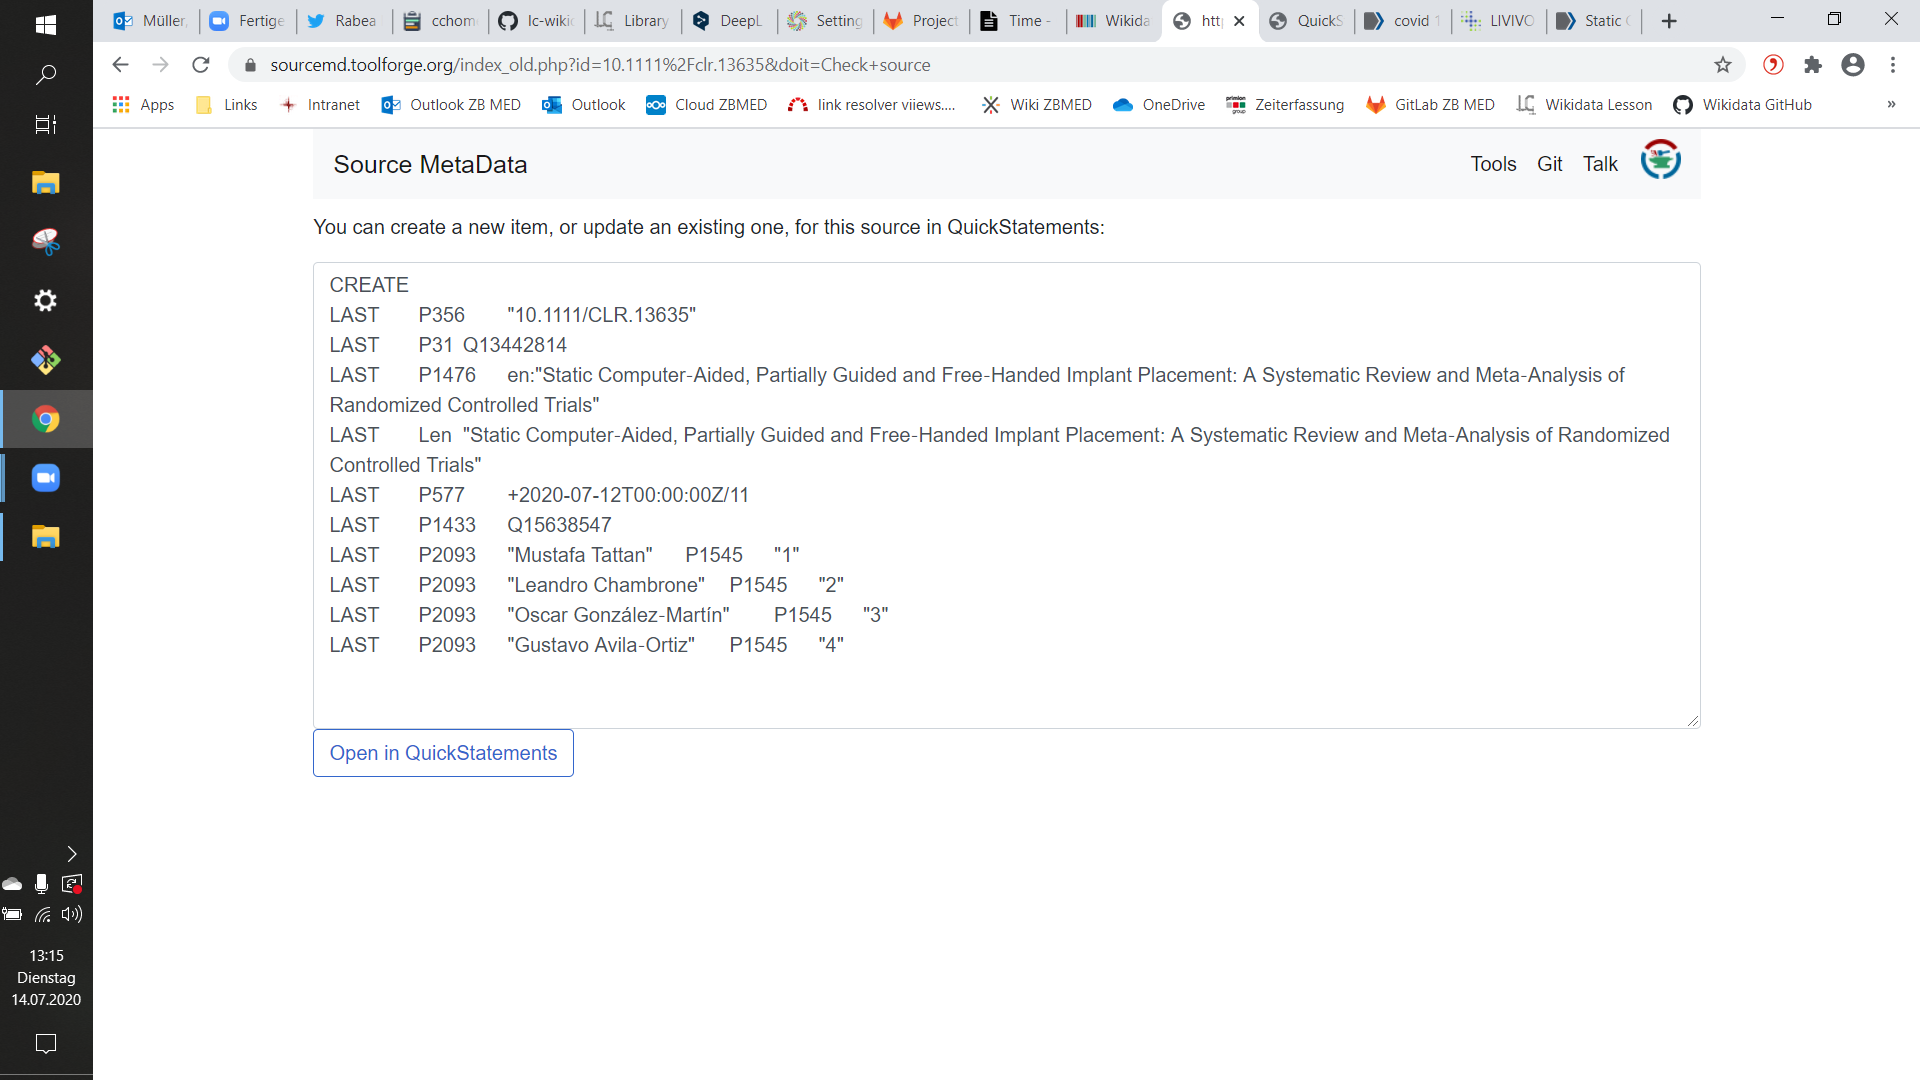 Müller,
Fertige
Rabea
cchom
lc-wiki
Library
DeepL
Setting
Project
Time -
Wikida
htt
QuickS
covid 1
LIVIVO
Static
sourcemd.toolforge.org/index_old.php?id=10.1111%2Fclr.13635&doit=Check+source
Apps
Links
Intranet
Outlook ZB MED
Outlook
Cloud ZBMED
link resolver viiews....
Wiki ZBMED
OneDrive
Zeiterfassung
GitLab ZB MED
Wikidata Lesson
Wikidata GitHub
»
Source MetaData
Tools Git Talk
You can create a new item, or update an existing one, for this source in QuickStatements:
CREATE
LAST P356 "10.1111/CLR.13635"
LAST P31 Q13442814
LAST P1476 en:"Static Computer-Aided, Partially Guided and Free-Handed Implant Placement: A Systematic Review and Meta-Analysis of
Randomized Controlled Trials"
LAST Len "Static Computer-Aided, Partially Guided and Free-Handed Implant Placement: A Systematic Review and Meta-Analysis of Randomized
Controlled Trials"
LAST P577 +2020-07-12T00:00:00Z/11
LAST P1433 Q15638547
LAST P2093 "Mustafa Tattan" P1545 "1"
LAST P2093 "Leandro Chambrone" P1545 "2"
LAST P2093 "Oscar González-Martín" P1545 "3"
LAST P2093 "Gustavo Avila-Ortiz" P1545 "4"
Open in QuickStatements
13:15
Dienstag
14.07.2020